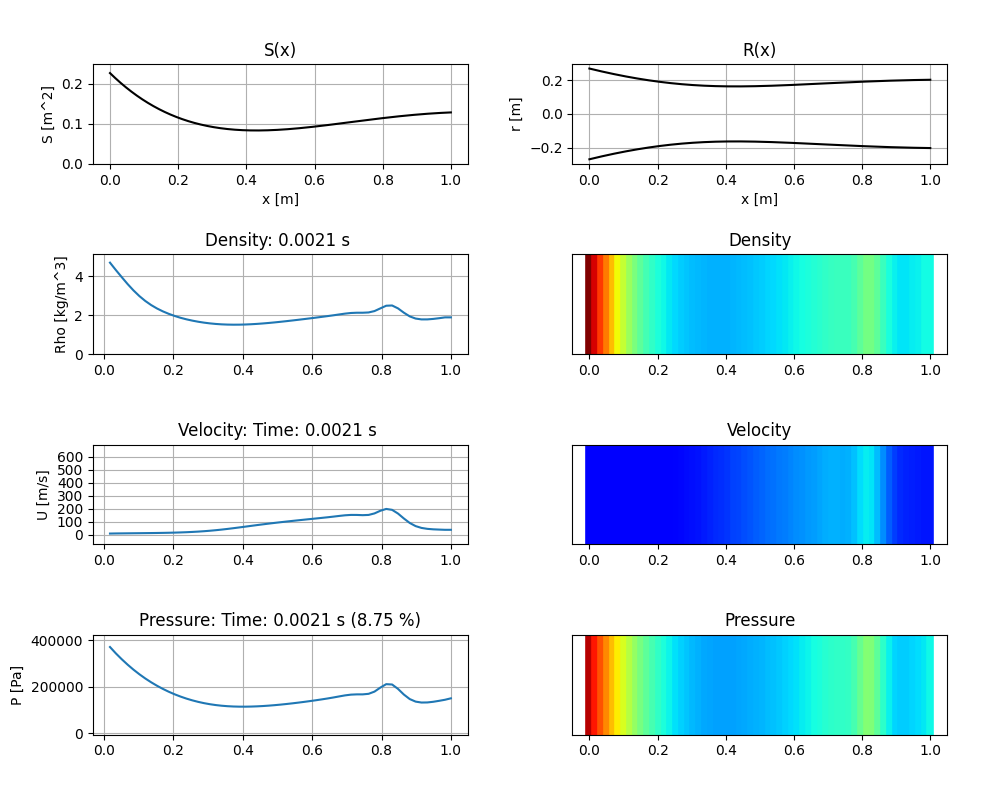 S(x)
S [m^2]
0.2
0.1
0.0
0.0 0.2 0.4 0.6 0.8 1.0
x [m]
R(x)
r [m]
0.2
0.0
−0.2
0.0 0.2 0.4 0.6 0.8 1.0
x [m]
Density: 0.0021 s
Rho [kg/m^3]
4
2
0
0.0 0.2 0.4 0.6 0.8 1.0
Density
0.0 0.2 0.4 0.6 0.8 1.0
Velocity: Time: 0.0021 s
U [m/s]
600
500
400
300
200
100
0
0.0 0.2 0.4 0.6 0.8 1.0
Velocity
0.0 0.2 0.4 0.6 0.8 1.0
Pressure: Time: 0.0021 s (8.75 %)
P [Pa]
400000
200000
0
0.0 0.2 0.4 0.6 0.8 1.0
Pressure
0.0 0.2 0.4 0.6 0.8 1.0